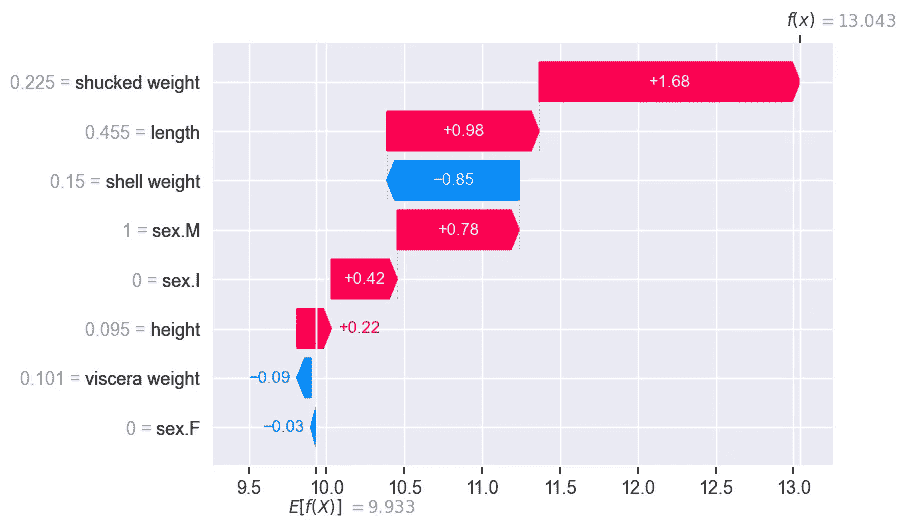 f(x) = 13.043
0.225 = shucked weight +1.68
0.455 = length +0.98
0.15 = shell weight −0.85
1 = sex.M +0.78
0 = sex.I +0.42
0.095 = height +0.22
0.101 = viscera weight −0.09
0 = sex.F −0.03
9.5 10.0 10.5 11.0 11.5 12.0 12.5 13.0
E[f(X)] = 9.933